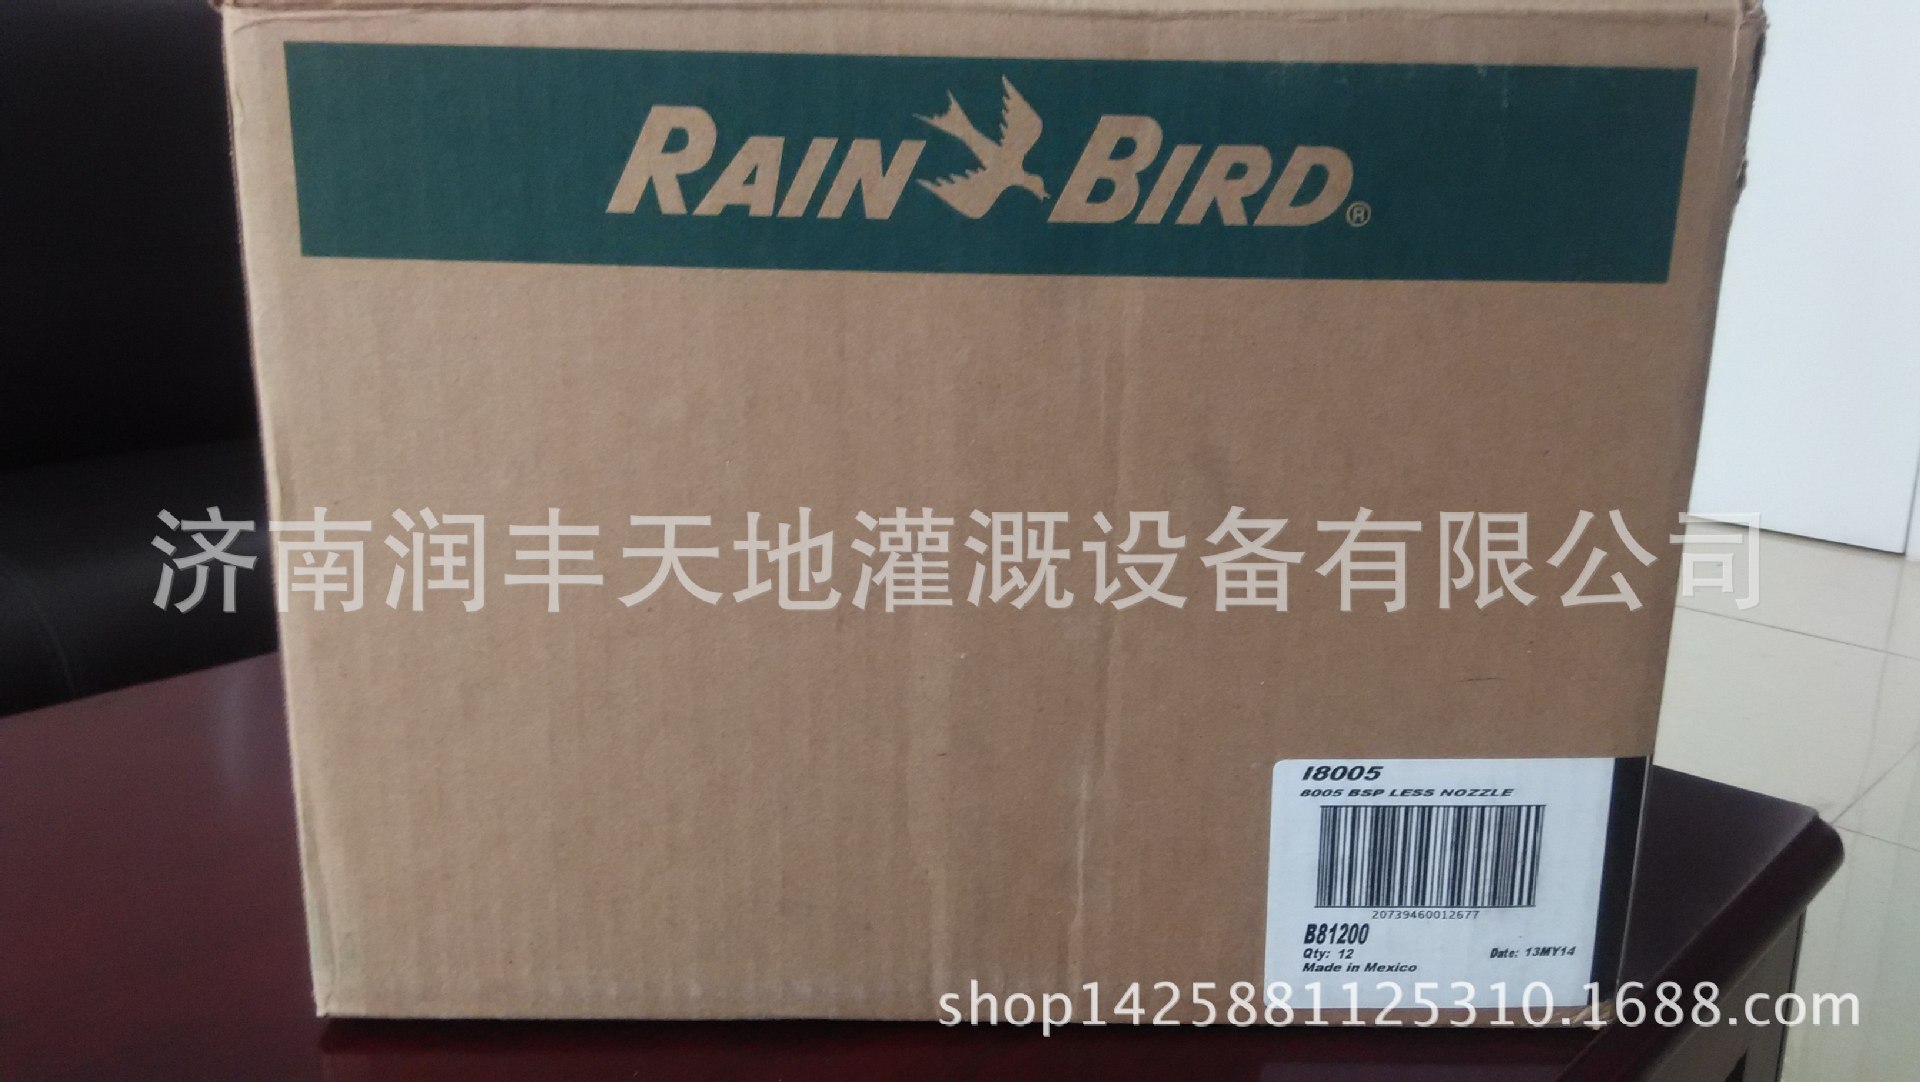 RAIN BIRD®
济南润丰天地灌溉设备有限公司
I8005
8005 BSP LESS NOZZLE
20739460012677
B81200
Qty: 12
Date: 13MY14
Made in Mexico
shop1425881125310.1688.com